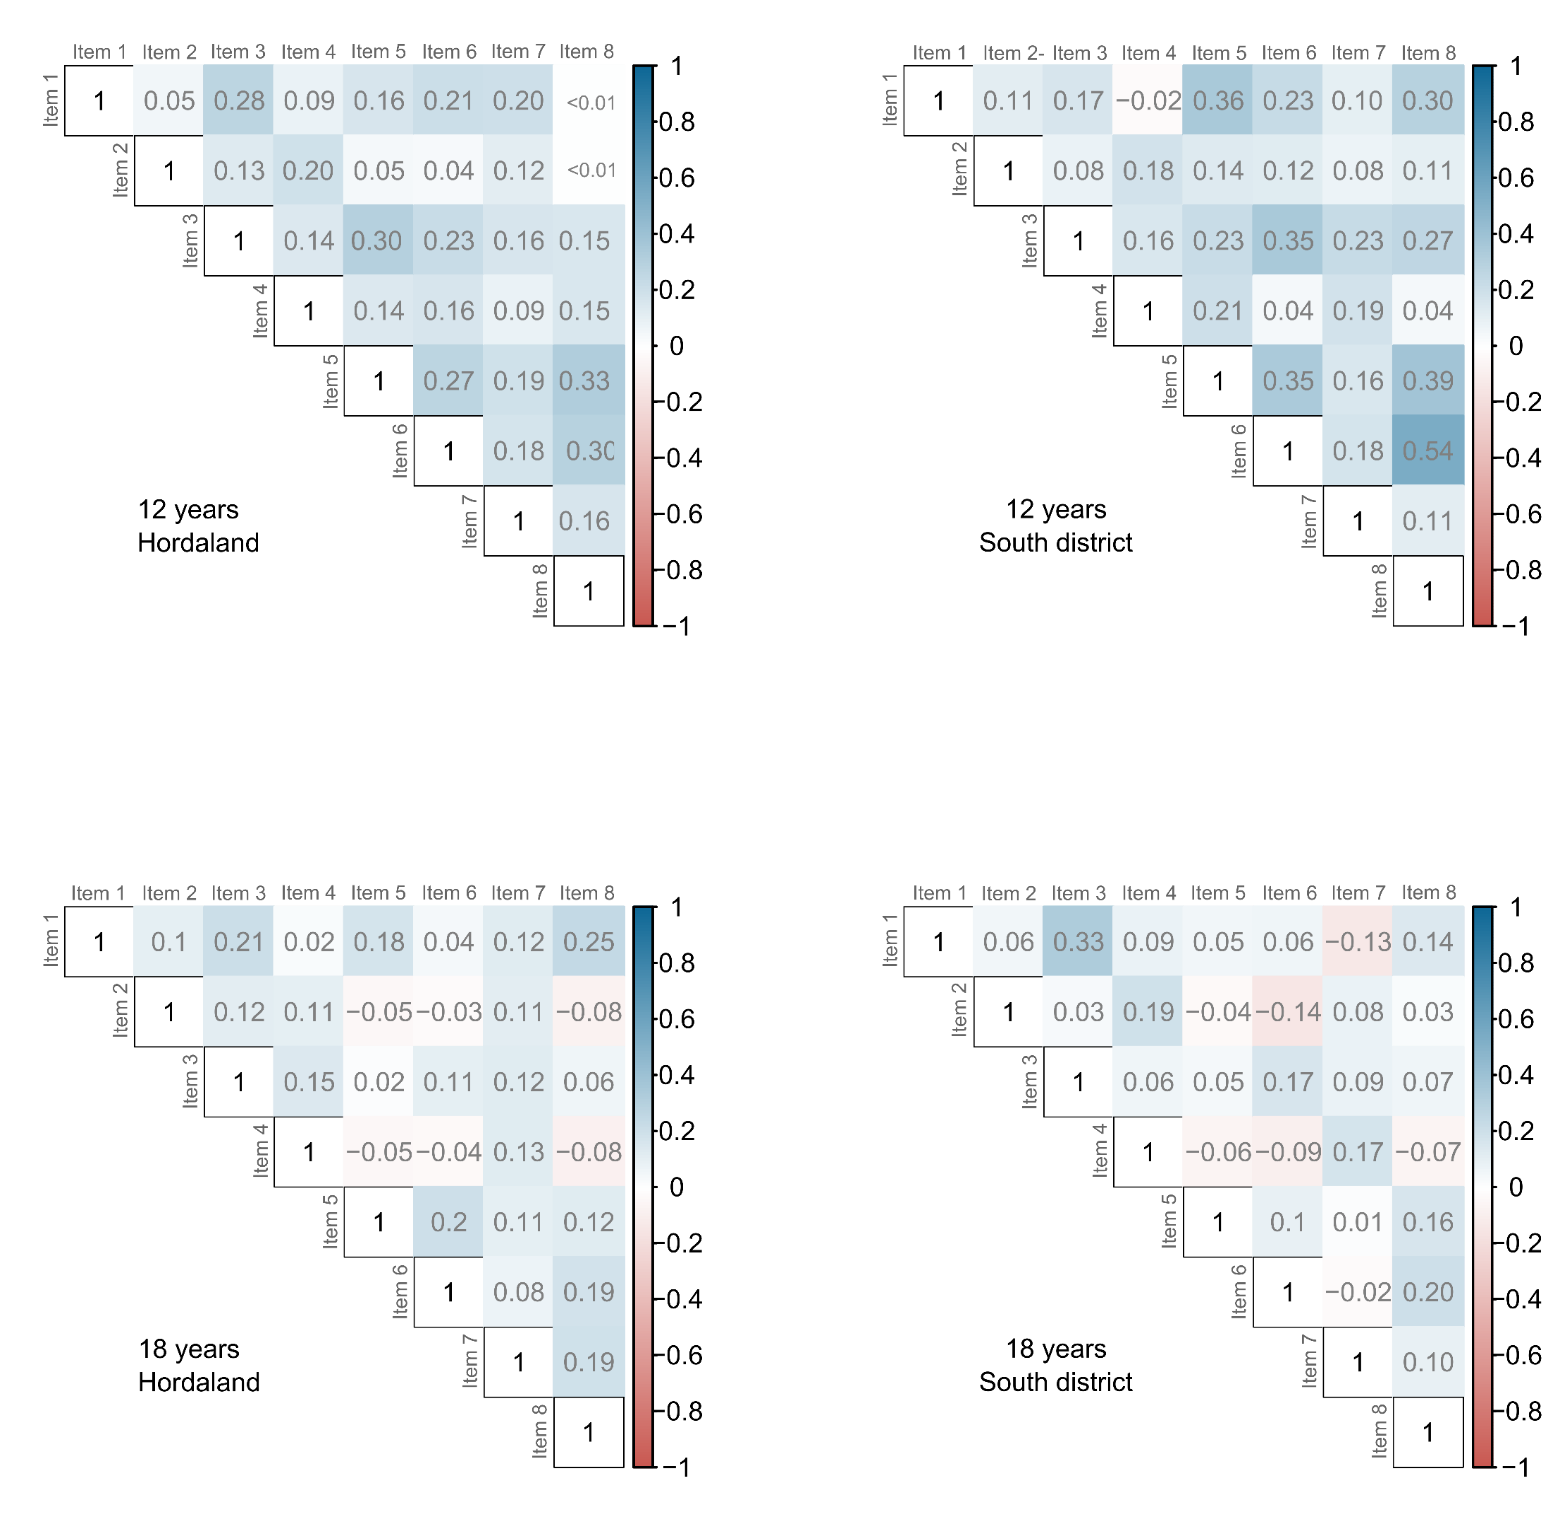 Item 1 Item 2 Item 3 Item 4 Item 5 Item 6 Item 7 Item 8
Item 1 1 0.05 0.28 0.09 0.16 0.21 0.20 <0.01
Item 2 1 0.13 0.20 0.05 0.04 0.12 <0.01
Item 3 1 0.14 0.30 0.23 0.16 0.15
Item 4 1 0.14 0.16 0.09 0.15
Item 5 1 0.27 0.19 0.33
Item 6 1 0.18 0.30
Item 7 1 0.16
Item 8 1
12 years
Hordaland
1
0.8
0.6
0.4
0.2
0
−0.2
−0.4
−0.6
−0.8
−1
Item 1 Item 2- Item 3 Item 4 Item 5 Item 6 Item 7 Item 8
Item 1 1 0.11 0.17 −0.02 0.36 0.23 0.10 0.30
Item 2 1 0.08 0.18 0.14 0.12 0.08 0.11
Item 3 1 0.16 0.23 0.35 0.23 0.27
Item 4 1 0.21 0.04 0.19 0.04
Item 5 1 0.35 0.16 0.39
Item 6 1 0.18 0.54
Item 7 1 0.11
Item 8 1
12 years
South district
1
0.8
0.6
0.4
0.2
0
−0.2
−0.4
−0.6
−0.8
−1
Item 1 Item 2 Item 3 Item 4 Item 5 Item 6 Item 7 Item 8
Item 1 1 0.1 0.21 0.02 0.18 0.04 0.12 0.25
Item 2 1 0.12 0.11 −0.05 −0.03 0.11 −0.08
Item 3 1 0.15 0.02 0.11 0.12 0.06
Item 4 1 −0.05 −0.04 0.13 −0.08
Item 5 1 0.2 0.11 0.12
Item 6 1 0.08 0.19
Item 7 1 0.19
Item 8 1
18 years
Hordaland
1
0.8
0.6
0.4
0.2
0
−0.2
−0.4
−0.6
−0.8
−1
Item 1 Item 2 Item 3 Item 4 Item 5 Item 6 Item 7 Item 8
Item 1 1 0.06 0.33 0.09 0.05 0.06 −0.13 0.14
Item 2 1 0.03 0.19 −0.04 −0.14 0.08 0.03
Item 3 1 0.06 0.05 0.17 0.09 0.07
Item 4 1 −0.06 −0.09 0.17 −0.07
Item 5 1 0.1 0.01 0.16
Item 6 1 −0.02 0.20
Item 7 1 0.10
Item 8 1
18 years
South district
1
0.8
0.6
0.4
0.2
0
−0.2
−0.4
−0.6
−0.8
−1